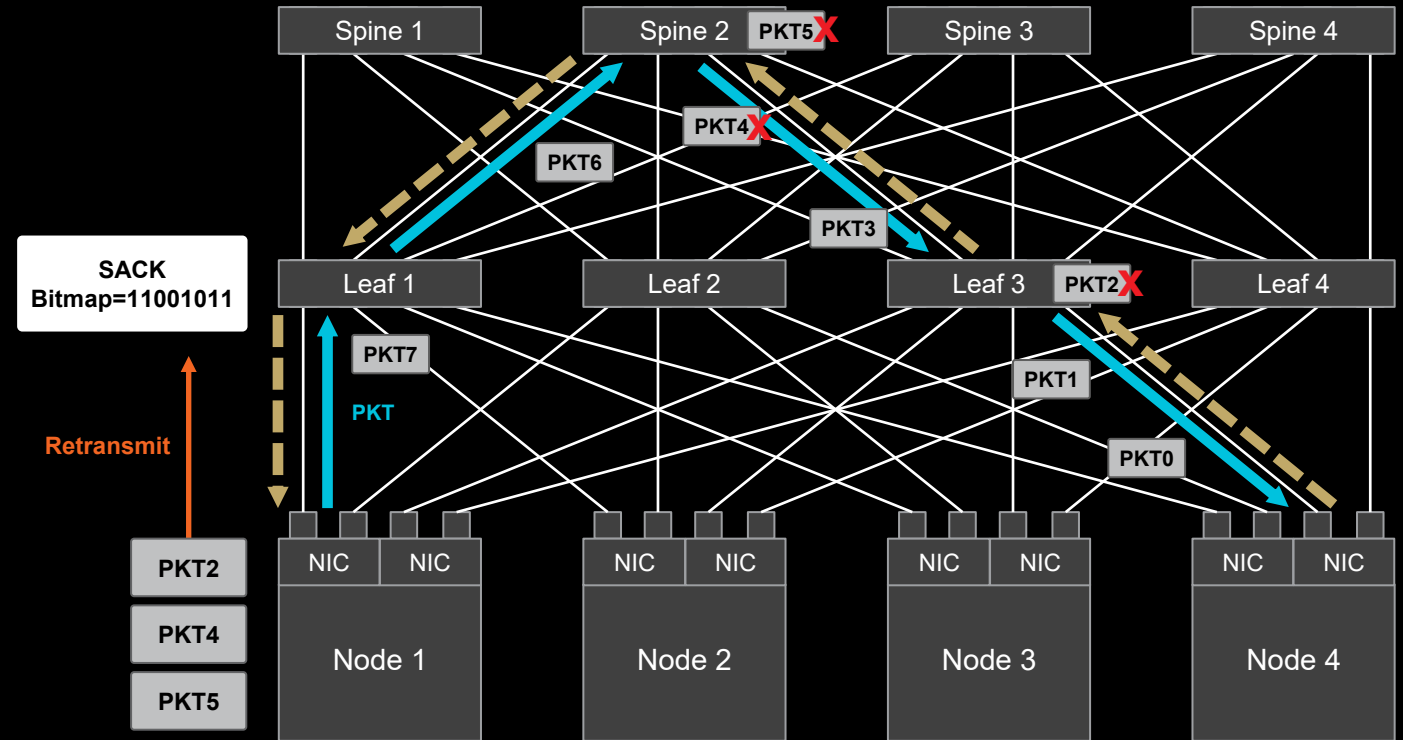 Spine 1
Spine 2
PKT5
X
Spine 3
Spine 4
PKT4
X
PKT6
PKT3
SACK
Bitmap=11001011
Leaf 1
Leaf 2
Leaf 3
PKT2
X
Leaf 4
PKT7
PKT1
PKT
Retransmit
PKT0
PKT2
PKT4
PKT5
NIC
NIC
NIC
NIC
NIC
NIC
NIC
NIC
Node 1
Node 2
Node 3
Node 4